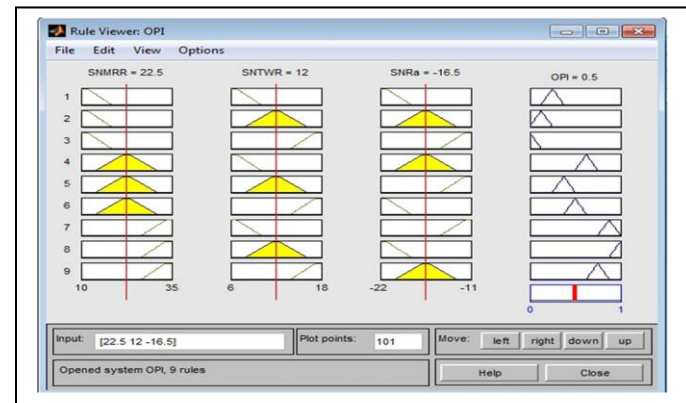 Rule Viewer: OPI
File Edit View Options
SNMRR = 22.5 SNTWR = 12 SNRa = -16.5 OPI = 0.5
1
2
3
4
5
6
7
8
9
10 35 6 18 -22 -11
0 1
Input: [22.5 12 -16.5] Plot points: 101 Move: left right down up
Opened system OPI, 9 rules Help Close